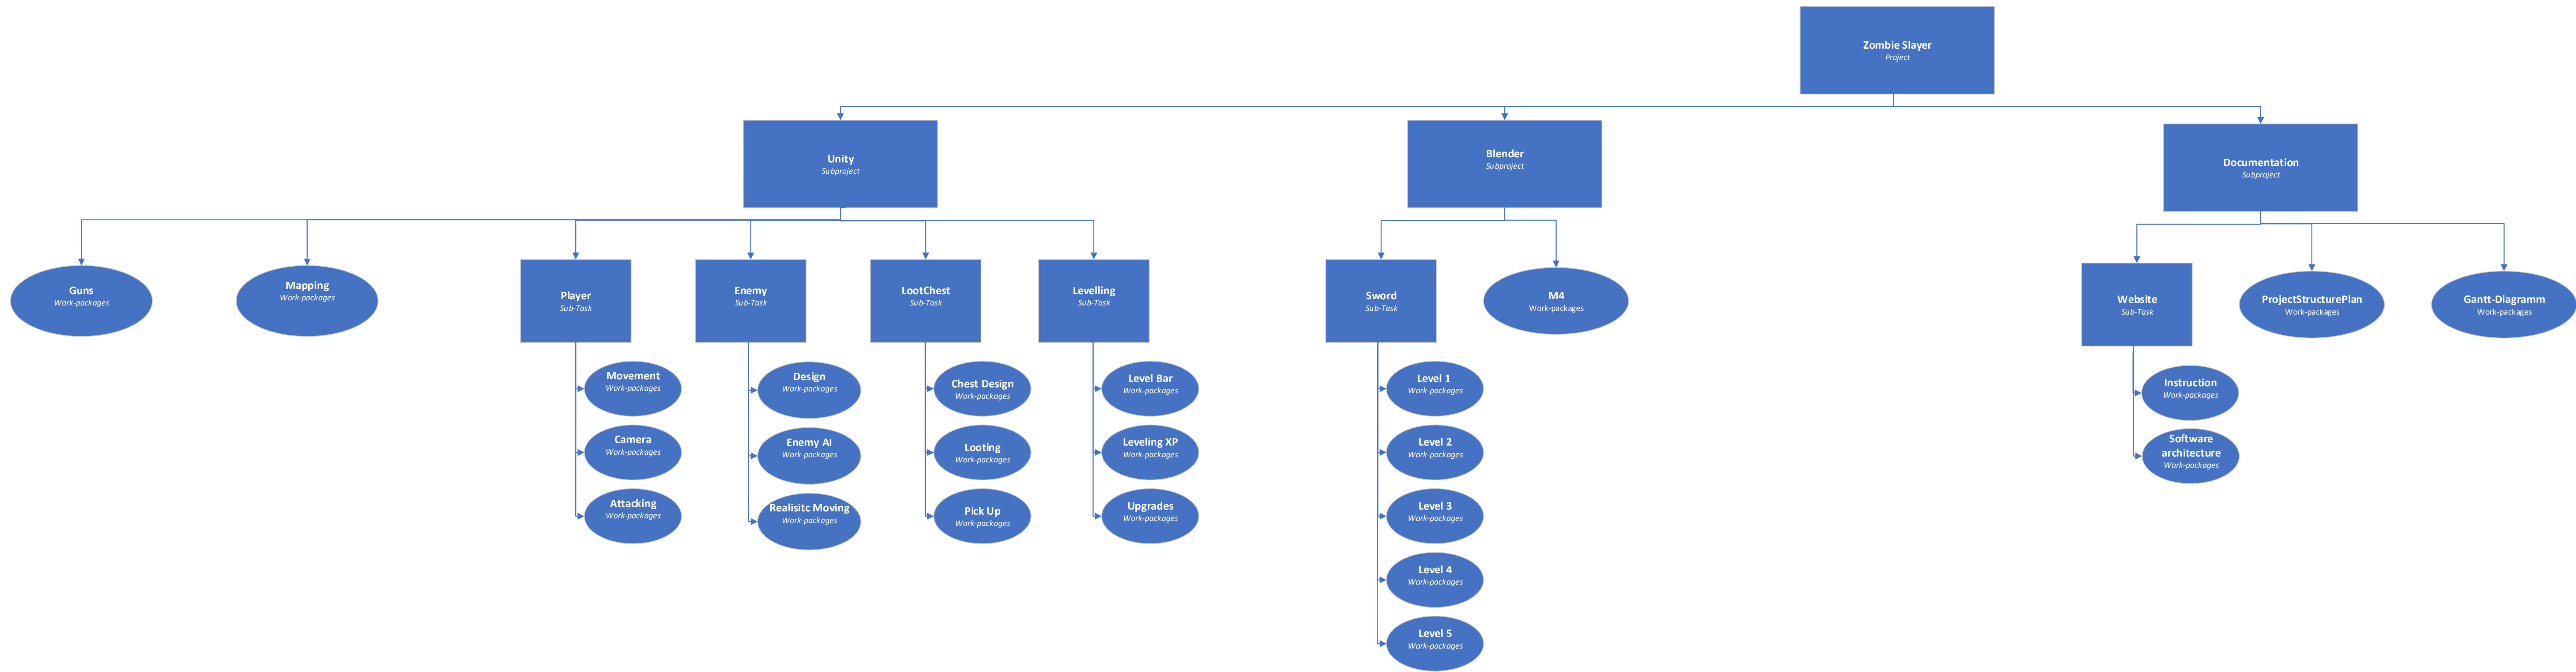 Zombie Slayer
Project
Unity
Subproject
Blender
Subproject
Documentation
Subproject
Guns
Work-packages
Mapping
Work-packages
Player
Sub-Task
Enemy
Sub-Task
LootChest
Sub-Task
Levelling
Sub-Task
Sword
Sub-Task
M4
Work-packages
Website
Sub-Task
ProjectStructurePlan
Work-packages
Gantt-Diagramm
Work-packages
Movement
Work-packages
Camera
Work-packages
Attacking
Work-packages
Design
Work-packages
Enemy AI
Work-packages
Realisitc Moving
Work-packages
Chest Design
Work-packages
Looting
Work-packages
Pick Up
Work-packages
Level Bar
Work-packages
Leveling XP
Work-packages
Upgrades
Work-packages
Level 1
Work-packages
Level 2
Work-packages
Level 3
Work-packages
Level 4
Work-packages
Level 5
Work-packages
Instruction
Work-packages
Software
architecture
Work-packages